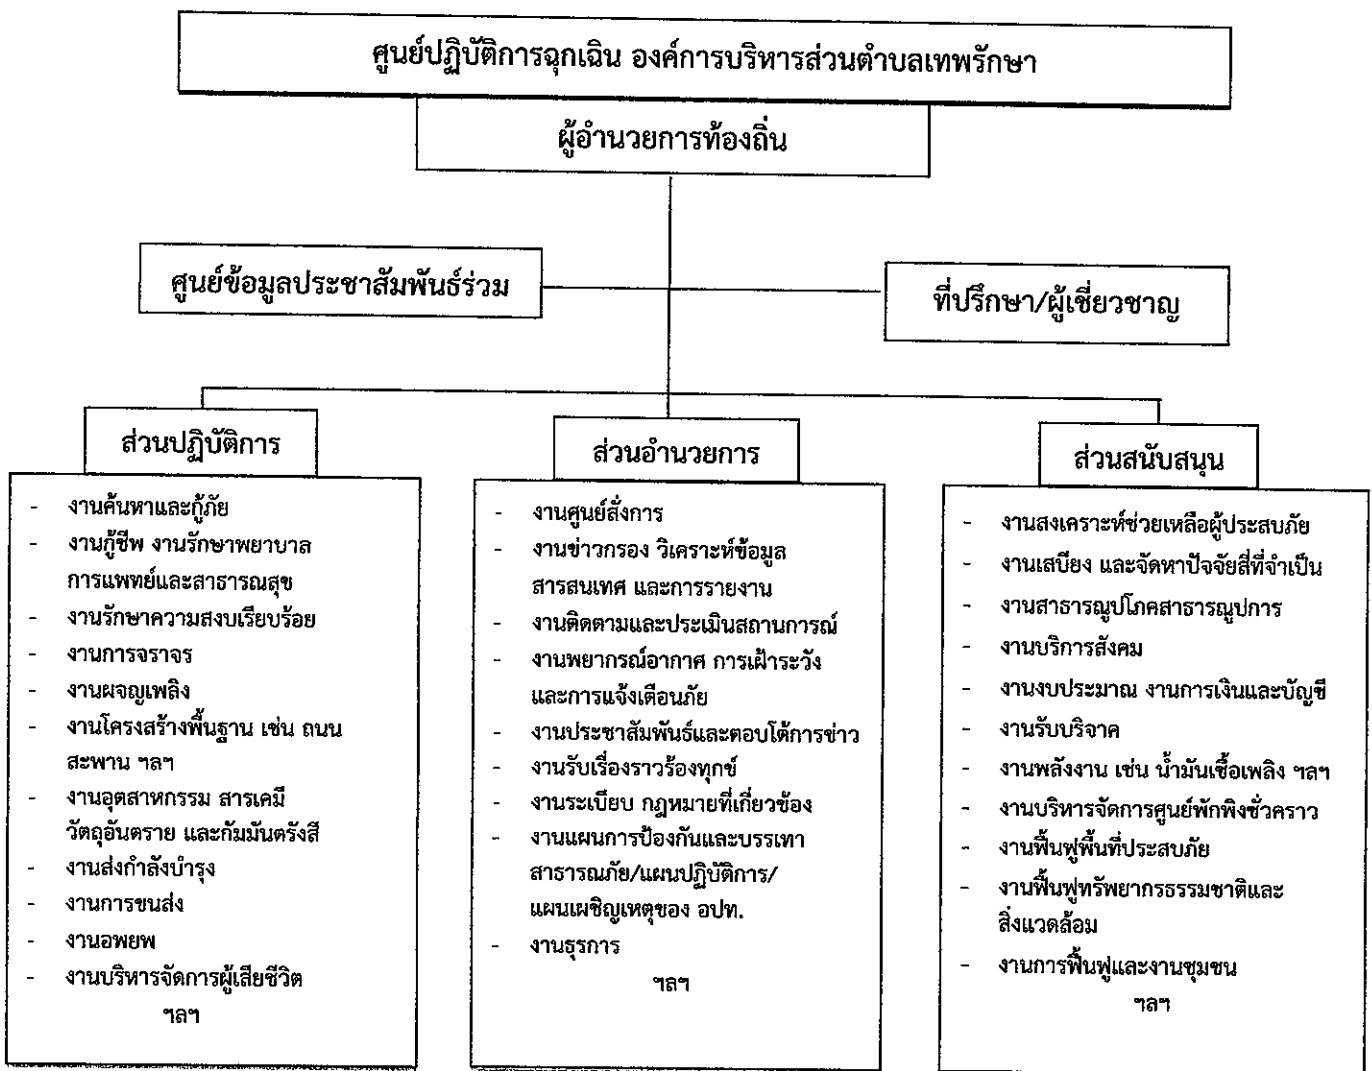 ศูนย์ปฏิบัติการฉุกเฉิน องค์การบริหารส่วนตำบลเทพรักษา
ผู้อำนวยการท้องถิ่น
ศูนย์ข้อมูลประชาสัมพันธ์ร่วม
ที่ปรึกษา/ผู้เชี่ยวชาญ
ส่วนปฏิบัติการ
- งานค้นหาและกู้ภัย
- งานกู้ชีพ งานรักษาพยาบาล
การแพทย์และสาธารณสุข
- งานรักษาความสงบเรียบร้อย
- งานการจราจร
- งานผจญเพลิง
- งานโครงสร้างพื้นฐาน เช่น ถนน
สะพาน ฯลฯ
- งานอุตสาหกรรม สารเคมี
วัตถุอันตราย และกัมมันตรังสี
- งานส่งกำลังบำรุง
- งานการขนส่ง
- งานอพยพ
- งานบริหารจัดการผู้เสียชีวิต
ฯลฯ
ส่วนอำนวยการ
- งานศูนย์สั่งการ
- งานข่าวกรอง วิเคราะห์ข้อมูล
สารสนเทศ และการรายงาน
- งานติดตามและประเมินสถานการณ์
- งานพยากรณ์อากาศ การเฝ้าระวัง
และการแจ้งเตือนภัย
- งานประชาสัมพันธ์และตอบโต้การข่าว
- งานรับเรื่องราวร้องทุกข์
- งานระเบียบ กฎหมายที่เกี่ยวข้อง
- งานแผนการป้องกันและบรรเทา
สาธารณภัย/แผนปฏิบัติการ/
แผนเผชิญเหตุของ อปท.
- งานธุรการ
ฯลฯ
ส่วนสนับสนุน
- งานสงเคราะห์ช่วยเหลือผู้ประสบภัย
- งานเสบียง และจัดหาปัจจัยสี่ที่จำเป็น
- งานสาธารณูปโภคสาธารณูปการ
- งานบริการสังคม
- งานงบประมาณ งานการเงินและบัญชี
- งานรับบริจาค
- งานพลังงาน เช่น น้ำมันเชื้อเพลิง ฯลฯ
- งานบริหารจัดการศูนย์พักพิงชั่วคราว
- งานฟื้นฟูพื้นที่ประสบภัย
- งานฟื้นฟูทรัพยากรธรรมชาติและ
สิ่งแวดล้อม
- งานการฟื้นฟูและงานชุมชน
ฯลฯ